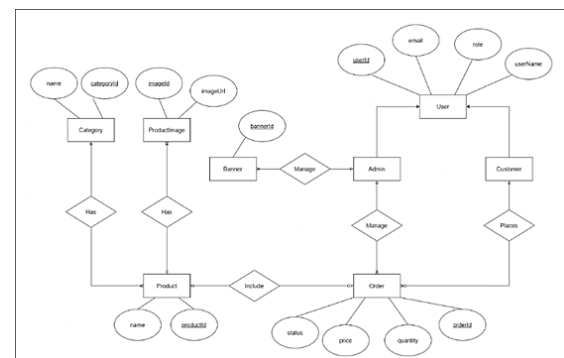 email
role
userId
userName
name
categoryId
imageId
imageUrl
User
Category
ProductImage
bannerId
Banner
Manage
Admin
Customer
Has
Has
Manage
Places
Product
Include
Order
name
productId
status
price
quantity
orderId